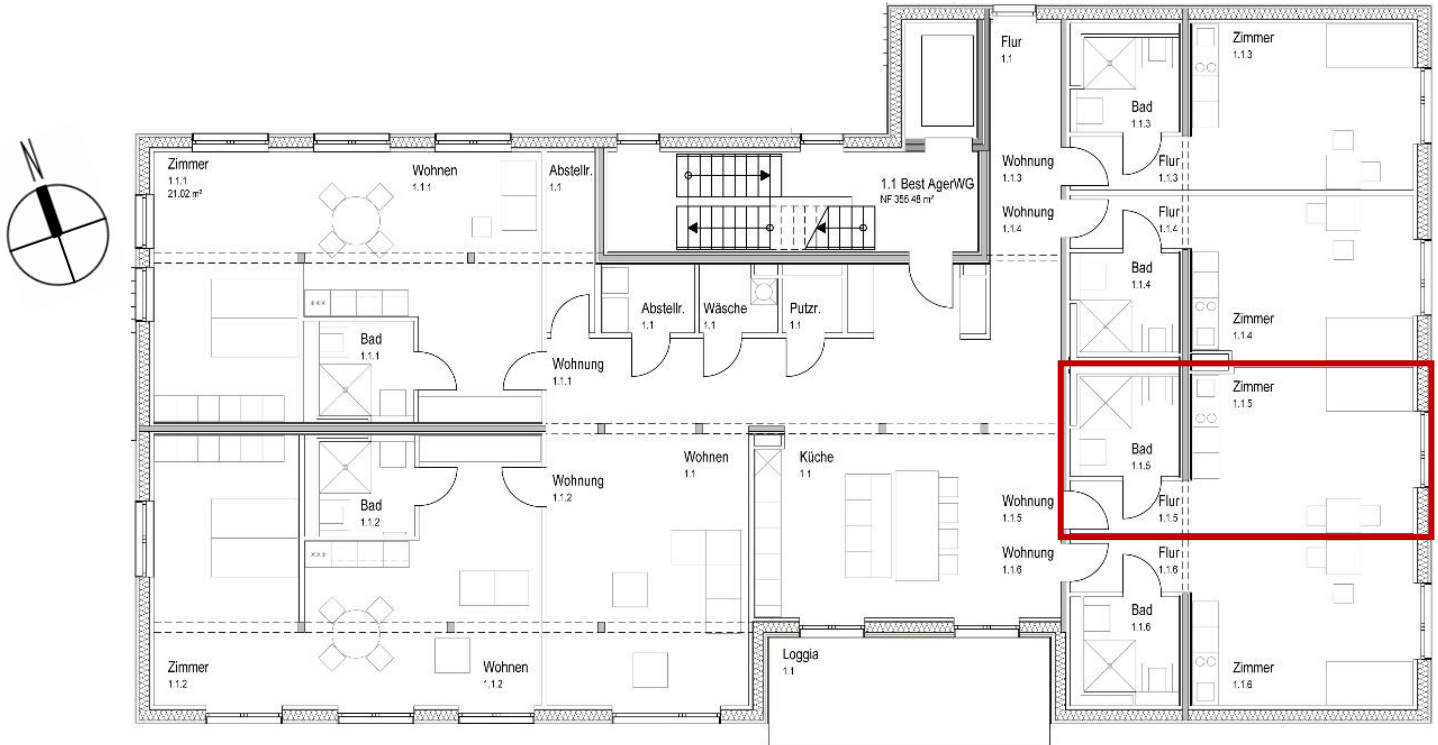 N
Flur
1.1
Zimmer
1.1.3
Bad
1.1.3
Wohnung
1.1.3
Flur
1.1.3
Zimmer
1.1.1
21.02 m²
Wohnen
1.1.1
Abstellr.
1.1
1.1 Best AgerWG
NF 356.48 m²
Wohnung
1.1.4
Flur
1.1.4
Bad
1.1.4
Zimmer
1.1.4
Abstellr.
1.1
Wäsche
1.1
Putzr.
1.1
Bad
1.1.1
Wohnung
1.1.1
Zimmer
1.1.5
Bad
1.1.5
Wohnen
1.1
Küche
1.1
Wohnung
1.1.2
Bad
1.1.2
Wohnung
1.1.5
Flur
1.1.5
Wohnung
1.1.6
Flur
1.1.6
Bad
1.1.6
Zimmer
1.1.2
Wohnen
1.1.2
Loggia
1.1
Zimmer
1.1.6